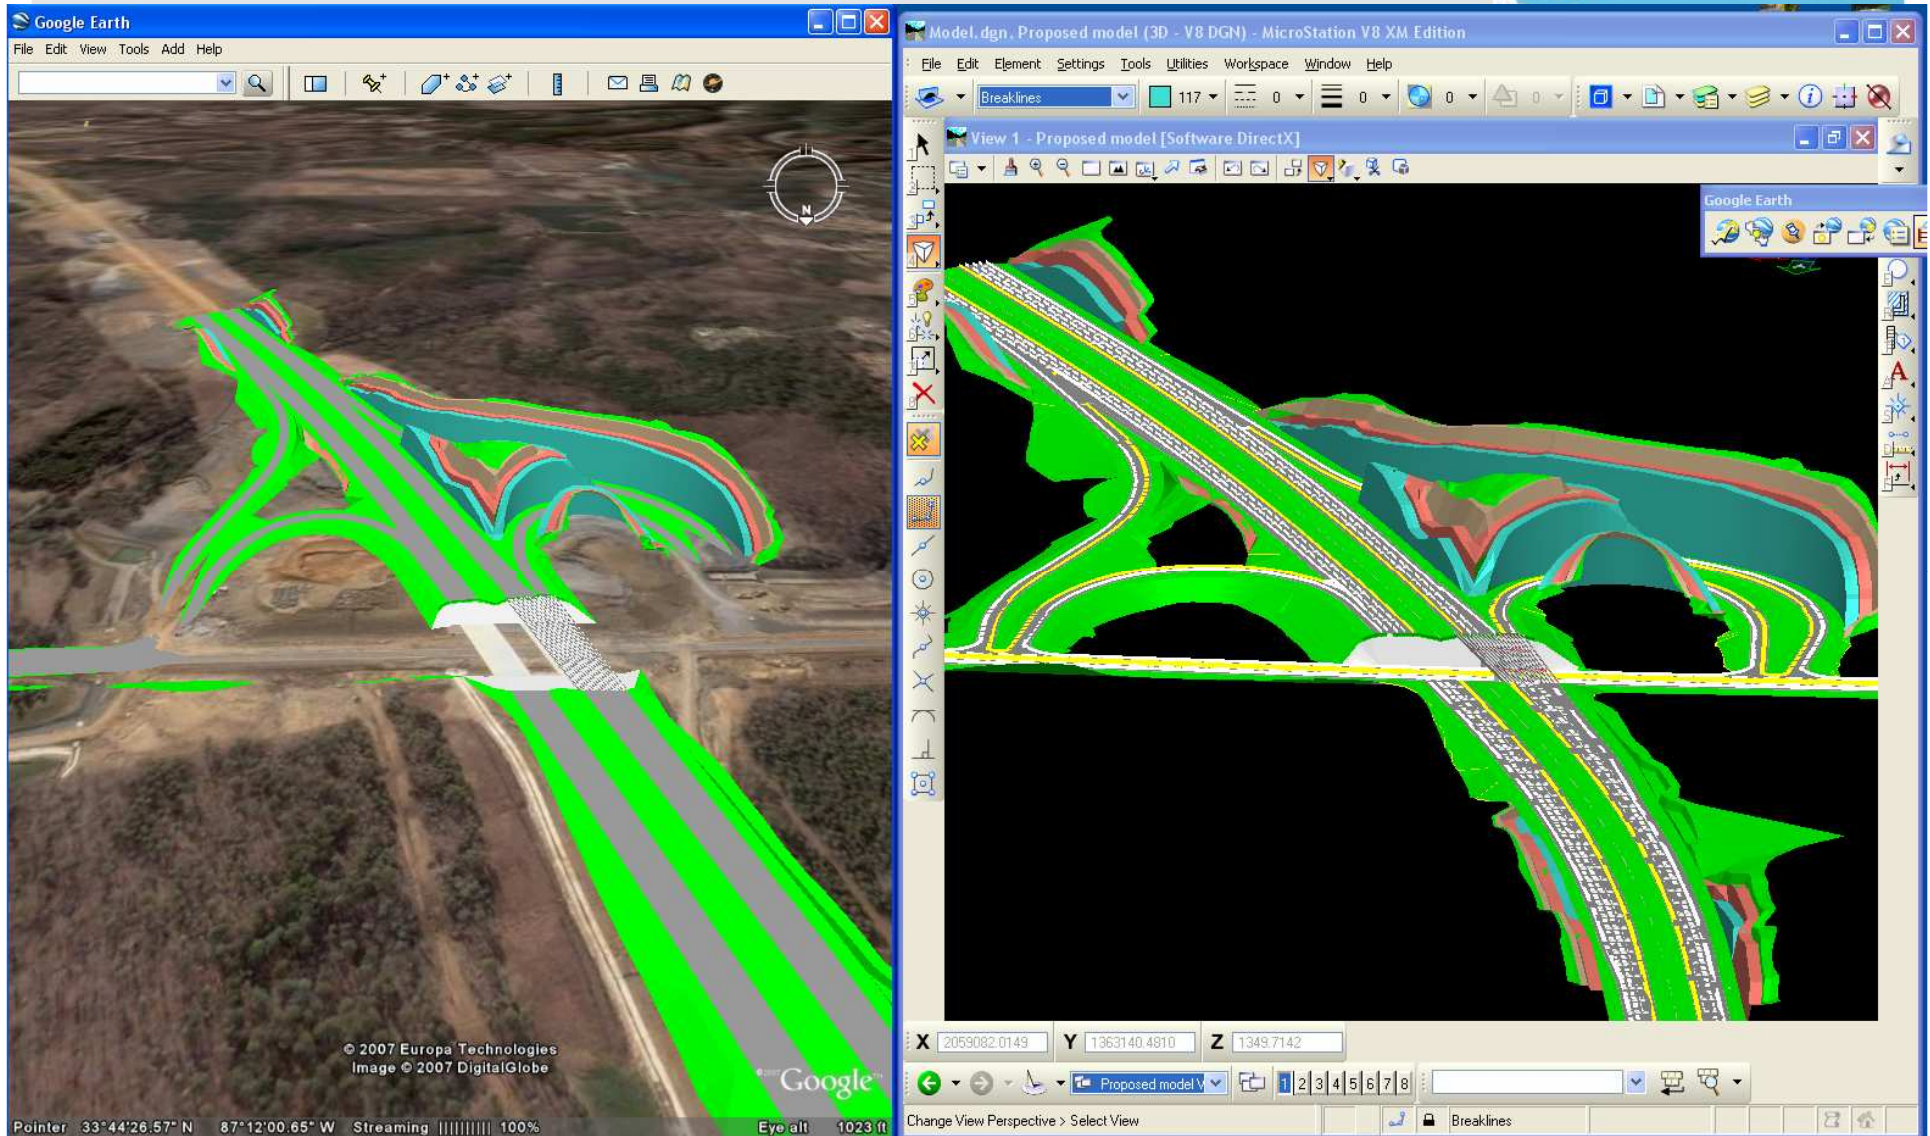 Google Earth
File Edit View Tools Add Help
N
© 2007 Europa Technologies
Image © 2007 DigitalGlobe
©2007 Google™
Pointer 33°44'26.57" N 87°12'00.65" W Streaming |||||||||| 100% Eye alt 1023 ft
Model.dgn, Proposed model (3D - V8 DGN) - MicroStation V8 XM Edition
File Edit Element Settings Tools Utilities Workspace Window Help
Breaklines 117 0 0 0 0
View 1 - Proposed model [Software DirectX]
Google Earth
X 2059082.0149 Y 1363140.4810 Z 1349.7142
Proposed model V 1 2 3 4 5 6 7 8
Change View Perspective > Select View Breaklines